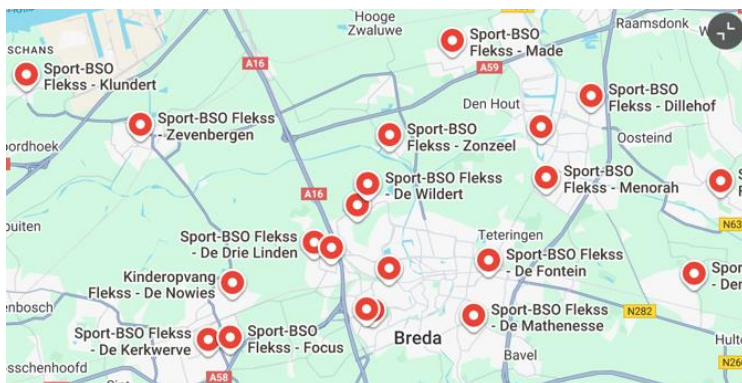 Hooge
Zwaluwe
Raamsdonk
SCHANS
Sport-BSO
Flekss - Made
A16
A59
Sport-BSO
Flekss - Klundert
Den Hout
Sport-BSO
Flekss - Dillehof
Sport-BSO Flekss
- Zevenbergen
Sport-BSO
Flekss - Zonzeel
Oosteind
oordhoek
Sport-BSO Flekss
- De Wildert
Sport-BSO
Flekss - Menorah
A16
N63
uiten
Teteringen
Sport-BSO Flekss
- De Drie Linden
Sport-BSO Flekss
- De Fontein
Kinderopvang
Flekss - De Nowies
enbosch
N282
Sport-BSO Flekss
- De Kerkwerve
Sport-BSO
Flekss - Focus
Breda
Sport-BSO Flekss
- De Mathenesse
Hulte
Bavel
sschenhoofd
A58
N26